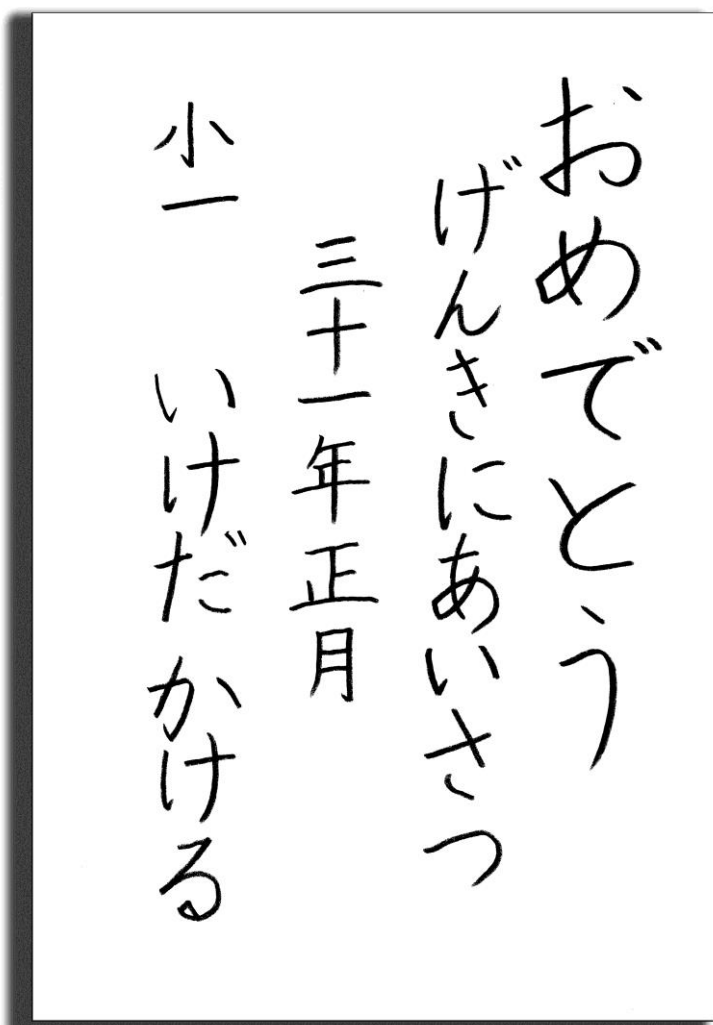 おめでとう
げんきにあいさつ
三十一年正月
小一 いけだ かける